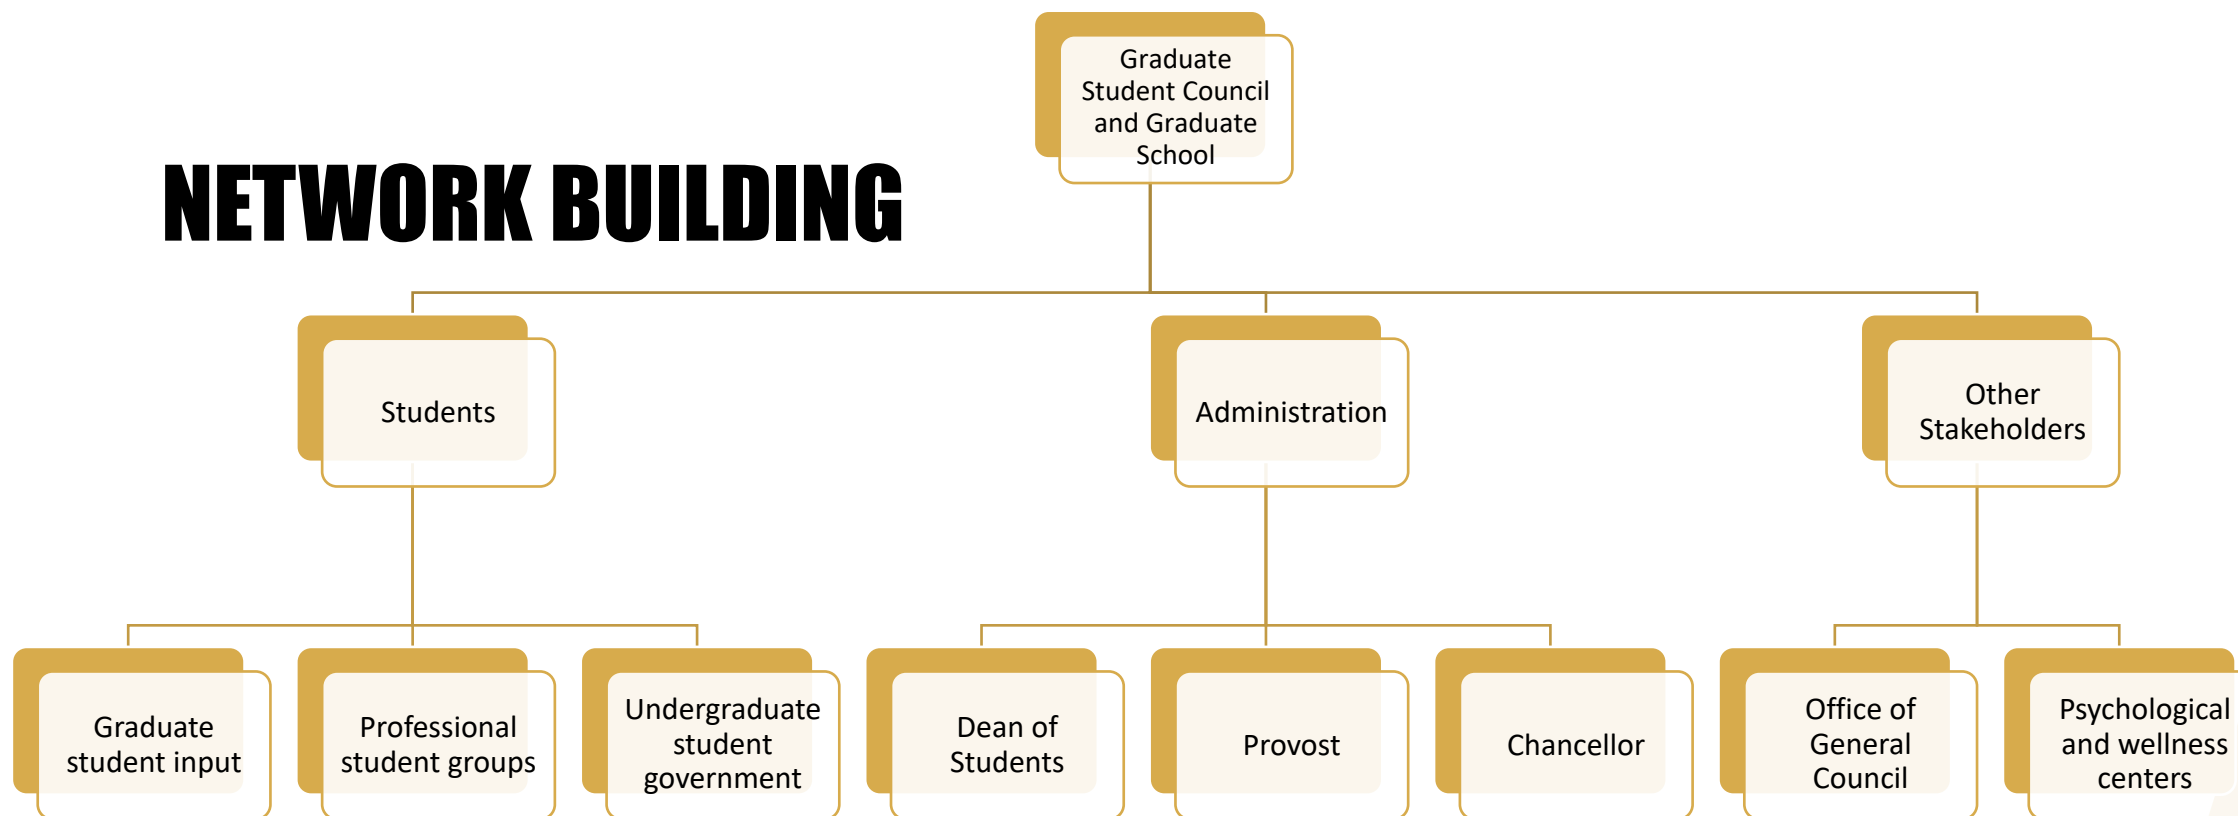 Graduate
Student Council
and Graduate
School
NETWORK BUILDING
Students
Administration
Other
Stakeholders
Graduate
student input
Professional
student groups
Undergraduate
student
government
Dean of
Students
Provost
Chancellor
Office of
General
Council
Psychological
and wellness
centers